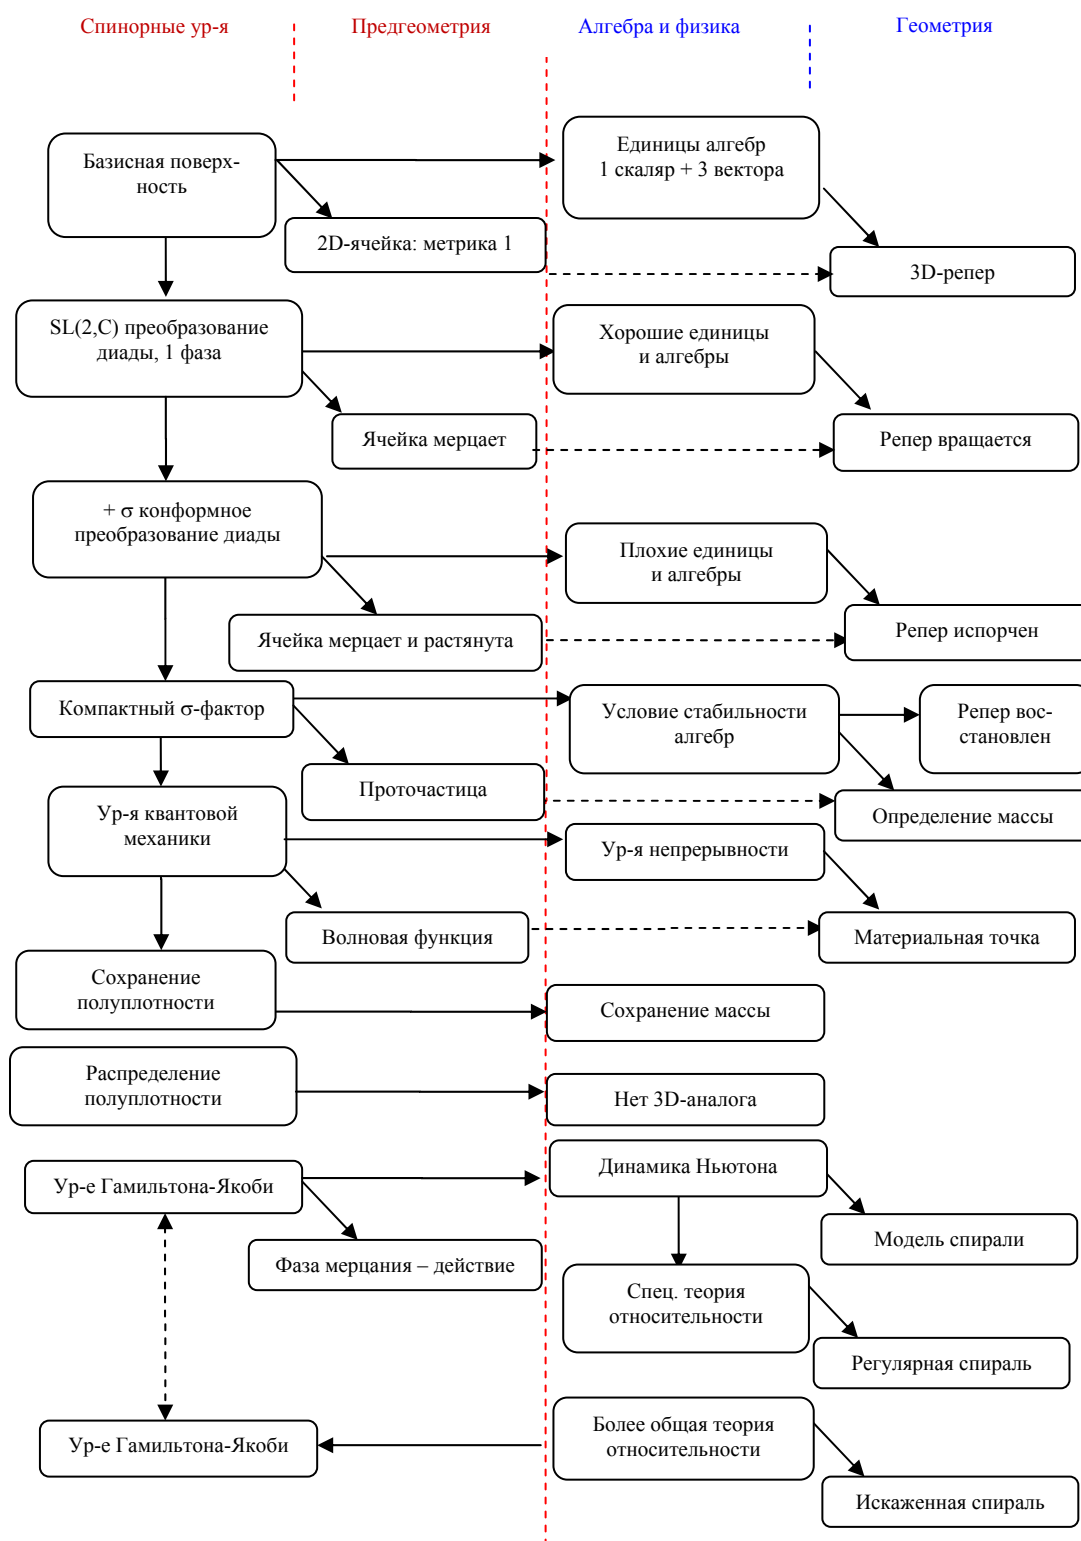 Спинорные ур-я
Предгеометрия
Алгебра и физика
Геометрия
Базисная поверх-
ность
Единицы алгебр
1 скаляр + 3 вектора
2D-ячейка: метрика 1
3D-репер
SL(2,C) преобразование
диады, 1 фаза
Хорошие единицы
и алгебры
Ячейка мерцает
Репер вращается
+ σ конформное
преобразование диады
Плохие единицы
и алгебры
Ячейка мерцает и растянута
Репер испорчен
Компактный σ-фактор
Условие стабильности
алгебр
Репер вос-
становлен
Проточастица
Определение массы
Ур-я квантовой
механики
Ур-я непрерывности
Волновая функция
Материальная точка
Сохранение
полуплотности
Сохранение массы
Распределение
полуплотности
Нет 3D-аналога
Ур-е Гамильтона-Якоби
Динамика Ньютона
Фаза мерцания – действие
Модель спирали
Спец. теория
относительности
Регулярная спираль
Ур-е Гамильтона-Якоби
Более общая теория
относительности
Искаженная спираль